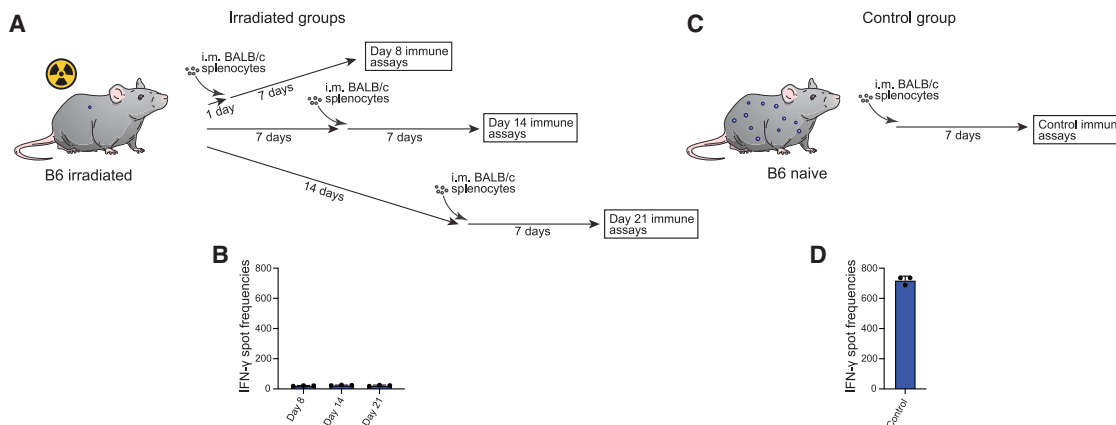 A
Irradiated groups
i.m. BALB/c
splenocytes
1 day
7 days
Day 8 immune
assays
i.m. BALB/c
splenocytes
7 days
7 days
Day 14 immune
assays
B6 irradiated
14 days
i.m. BALB/c
splenocytes
7 days
Day 21 immune
assays
C
Control group
i.m. BALB/c
splenocytes
7 days
Control immune
assays
B6 naive
B
IFN-γ spot frequencies
800
600
400
200
0
Day 8
Day 14
Day 21
D
IFN-γ spot frequencies
800
600
400
200
0
Control